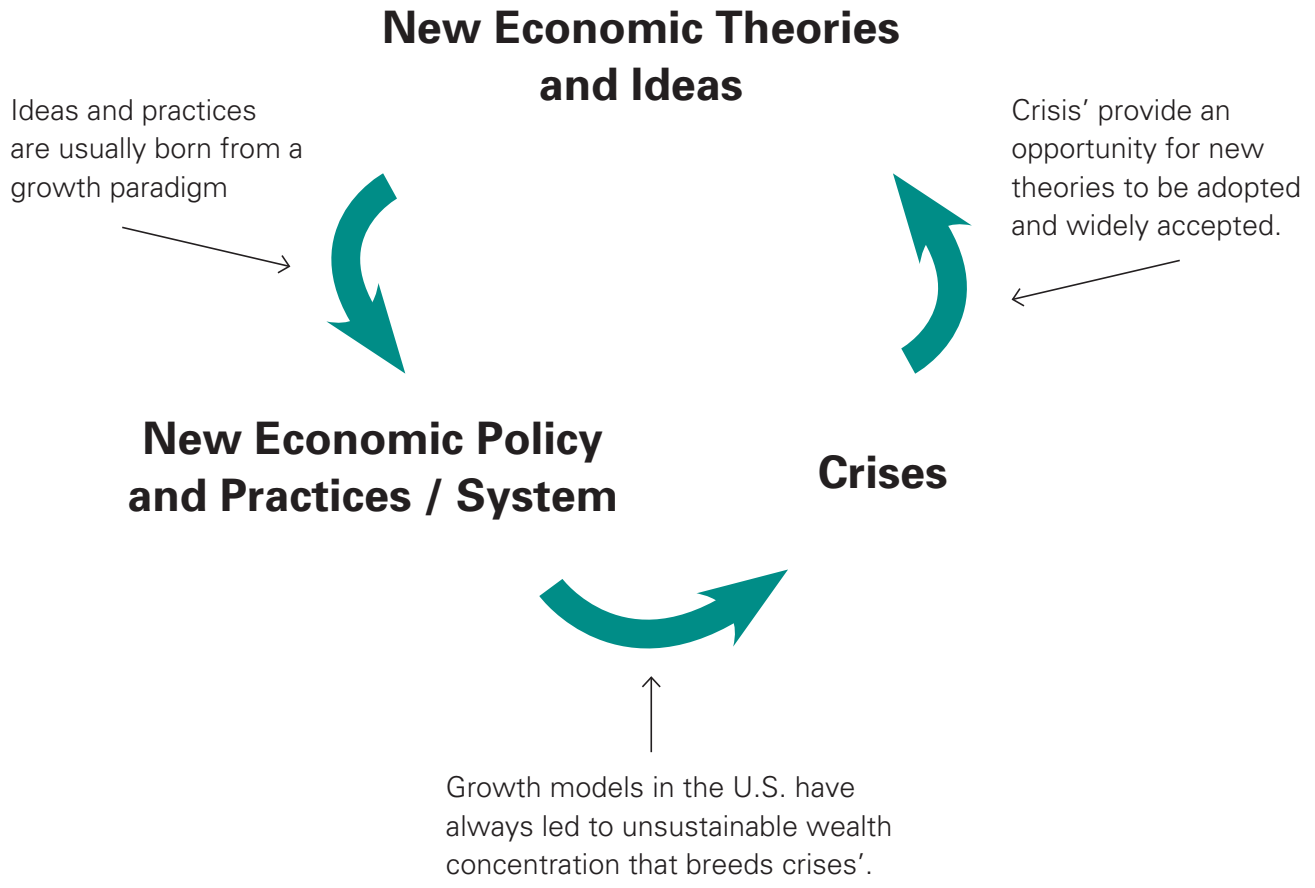 New Economic Theories
and Ideas
Ideas and practices
are usually born from a
growth paradigm
Crisis’ provide an
opportunity for new
theories to be adopted
and widely accepted.
New Economic Policy
and Practices / System
Crises
Growth models in the U.S. have
always led to unsustainable wealth
concentration that breeds crises’.